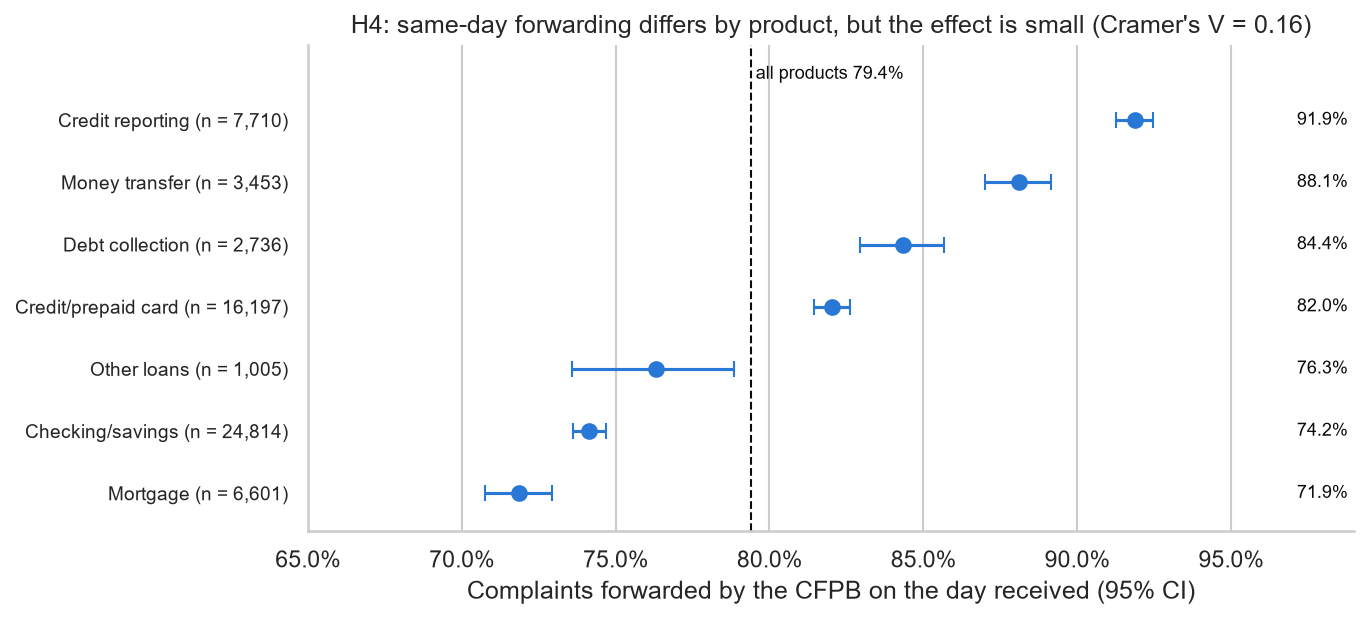 H4: same-day forwarding differs by product, but the effect is small (Cramer's V = 0.16)
all products 79.4%
Credit reporting (n = 7,710) 91.9%
Money transfer (n = 3,453) 88.1%
Debt collection (n = 2,736) 84.4%
Credit/prepaid card (n = 16,197) 82.0%
Other loans (n = 1,005) 76.3%
Checking/savings (n = 24,814) 74.2%
Mortgage (n = 6,601) 71.9%
65.0% 70.0% 75.0% 80.0% 85.0% 90.0% 95.0%
Complaints forwarded by the CFPB on the day received (95% CI)